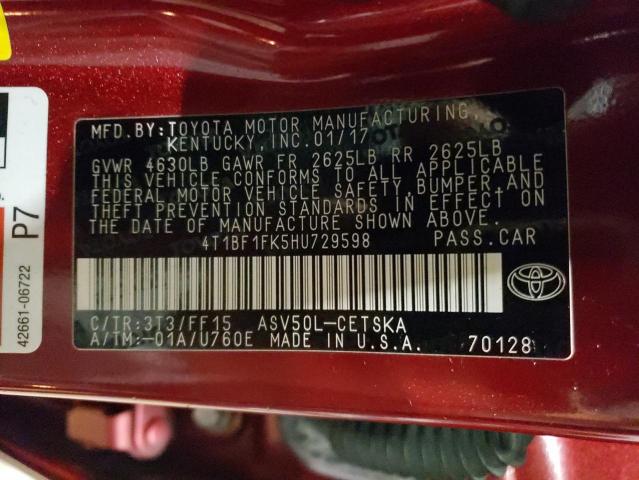 MFD.BY:TOYOTA MOTOR MANUFACTURING,
KENTUCKY,INC.01/17
GVWR 4630LB GAWR FR 2625LB RR 2625LB
THIS VEHICLE CONFORMS TO ALL APPLICABLE
FEDERAL MOTOR VEHICLE SAFETY,BUMPER,AND
THEFT PREVENTION STANDARDS IN EFFECT ON
THE DATE OF MANUFACTURE SHOWN ABOVE.
4T1BF1FK5HU729598 PASS.CAR
C/TR:3T3/FF15 ASV50L-CETSKA
A/TM:-01A/U760E MADE IN U.S.A. 70128
P7
42661-06722